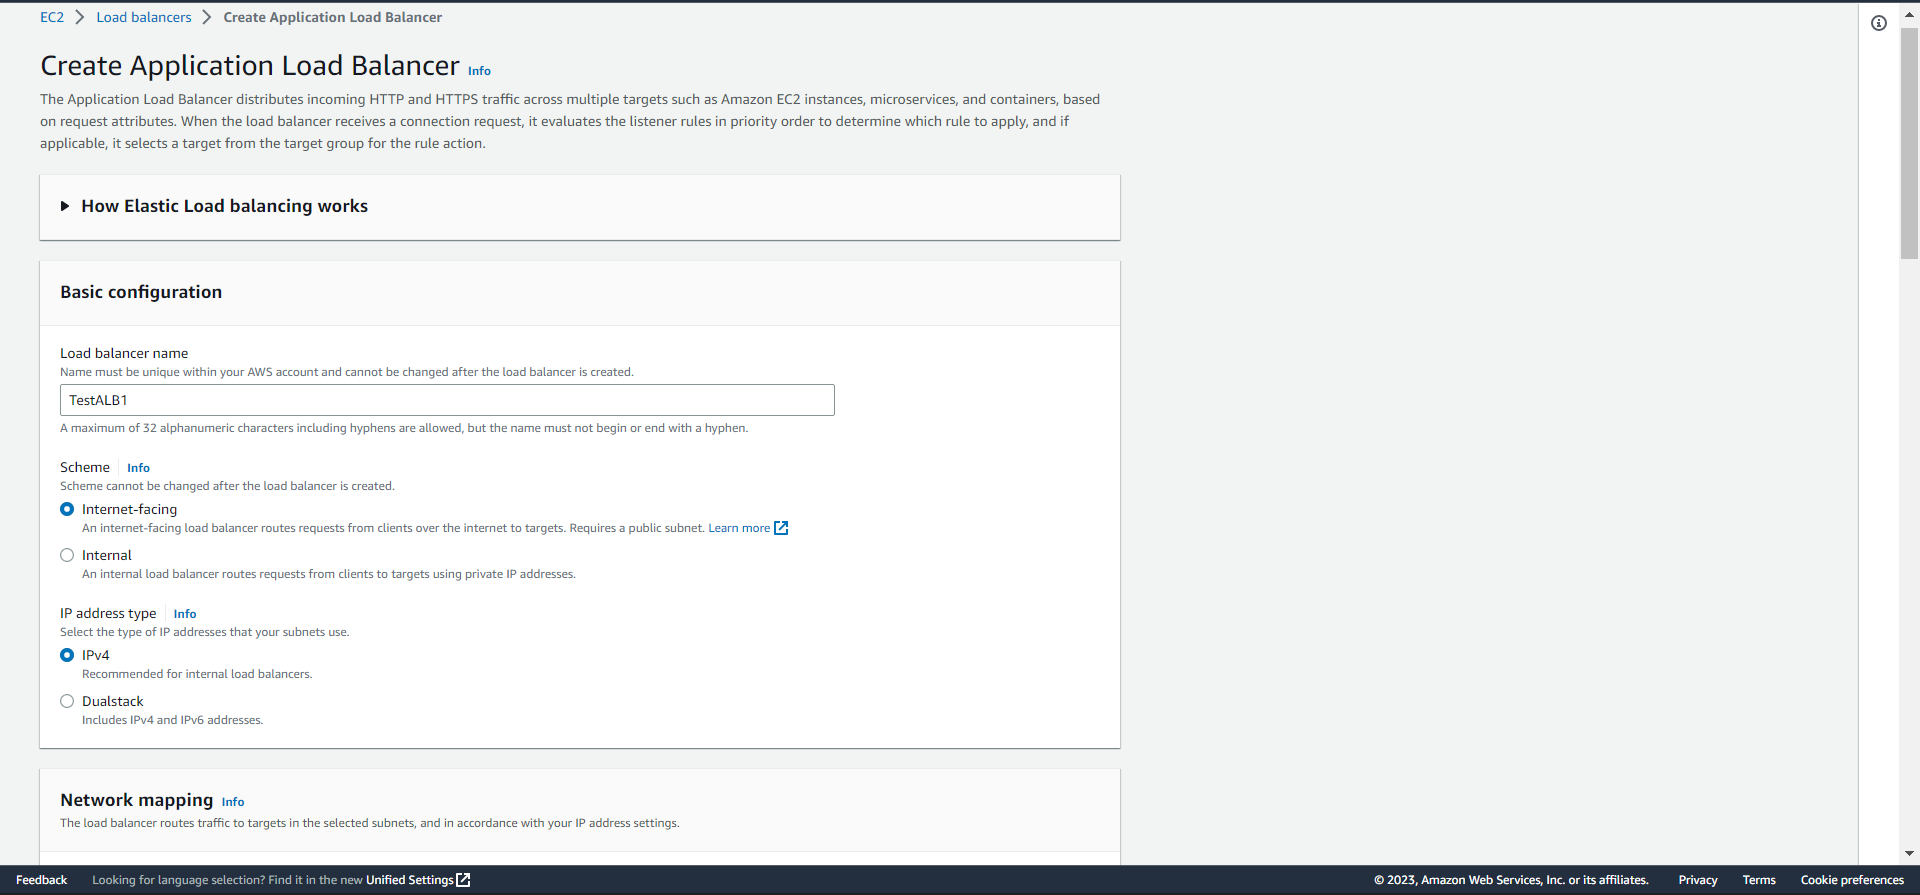 EC2 Load balancers Create Application Load Balancer
Create Application Load Balancer Info
The Application Load Balancer distributes incoming HTTP and HTTPS traffic across multiple targets such as Amazon EC2 instances, microservices, and containers, based
on request attributes. When the load balancer receives a connection request, it evaluates the listener rules in priority order to determine which rule to apply, and if
applicable, it selects a target from the target group for the rule action.
How Elastic Load balancing works
Basic configuration
Load balancer name
Name must be unique within your AWS account and cannot be changed after the load balancer is created.
TestALB1
A maximum of 32 alphanumeric characters including hyphens are allowed, but the name must not begin or end with a hyphen.
Scheme Info
Scheme cannot be changed after the load balancer is created.
Internet-facing
An internet-facing load balancer routes requests from clients over the internet to targets. Requires a public subnet. Learn more
Internal
An internal load balancer routes requests from clients to targets using private IP addresses.
IP address type Info
Select the type of IP addresses that your subnets use.
IPv4
Recommended for internal load balancers.
Dualstack
Includes IPv4 and IPv6 addresses.
Network mapping Info
The load balancer routes traffic to targets in the selected subnets, and in accordance with your IP address settings.
Feedback Looking for language selection? Find it in the new Unified Settings © 2023, Amazon Web Services, Inc. or its affiliates. Privacy Terms Cookie preferences